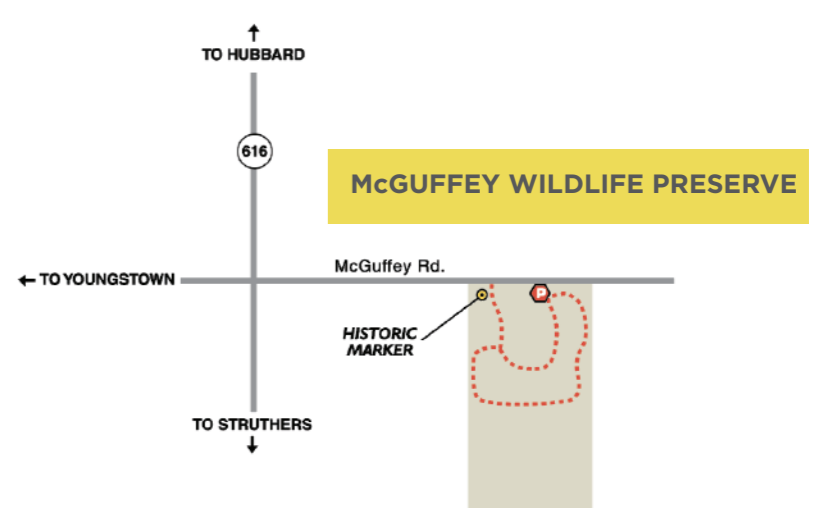 TO HUBBARD
616
McGUFFEY WILDLIFE PRESERVE
McGuffey Rd.
TO YOUNGSTOWN
P
HISTORIC
MARKER
TO STRUTHERS